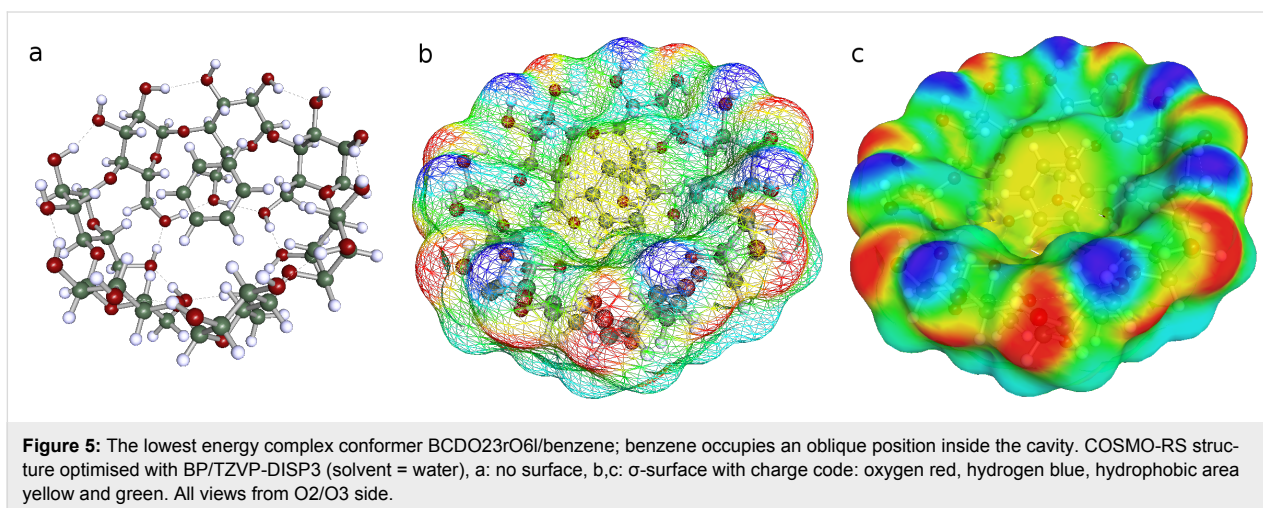 a
b
c
Figure 5: The lowest energy complex conformer BCDO23rO6l/benzene; benzene occupies an oblique position inside the cavity. COSMO-RS struc-
ture optimised with BP/TZVP-DISP3 (solvent = water), a: no surface, b,c: σ-surface with charge code: oxygen red, hydrogen blue, hydrophobic area
yellow and green. All views from O2/O3 side.